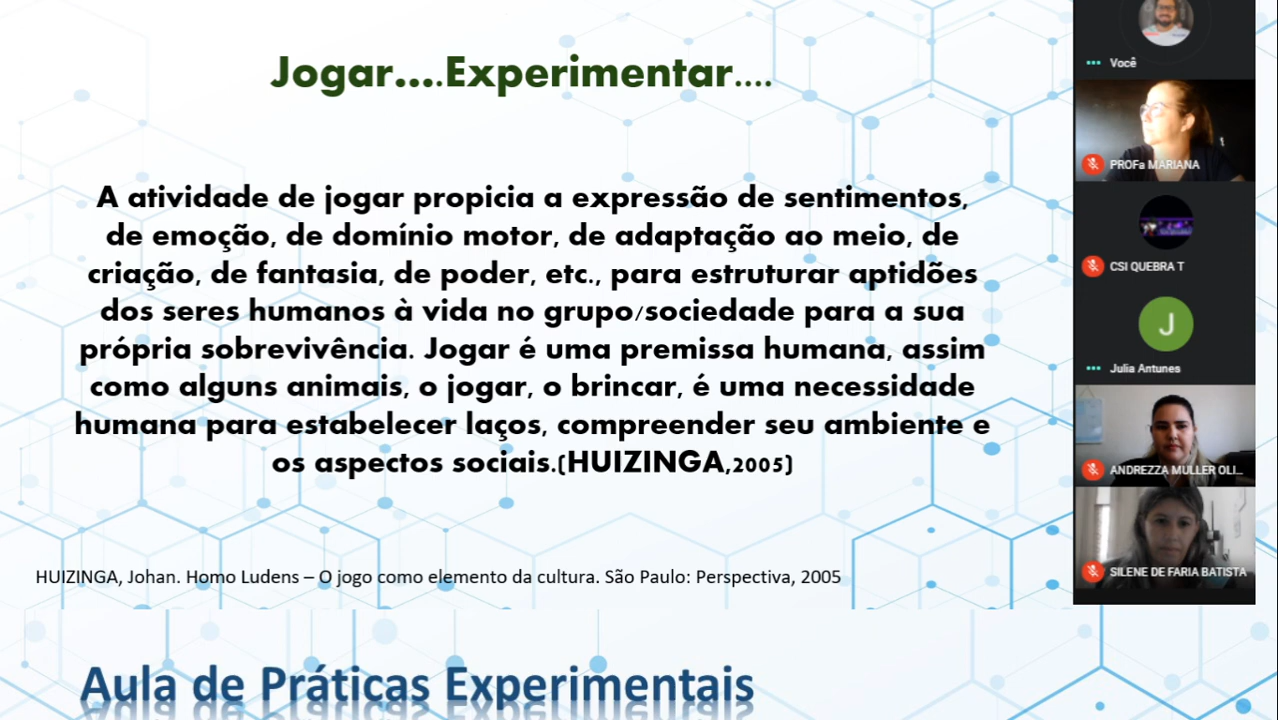 Jogar....Experimentar....
A atividade de jogar propicia a expressão de sentimentos,
de emoção, de domínio motor, de adaptação ao meio, de
criação, de fantasia, de poder, etc., para estruturar aptidões
dos seres humanos à vida no grupo/sociedade para a sua
própria sobrevivência. Jogar é uma premissa humana, assim
como alguns animais, o jogar, o brincar, é uma necessidade
humana para estabelecer laços, compreender seu ambiente e
os aspectos sociais.(HUIZINGA,2005)
HUIZINGA, Johan. Homo Ludens – O jogo como elemento da cultura. São Paulo: Perspectiva, 2005
Aula de Práticas Experimentais
Você
PROFa MARIANA
CSI QUEBRA T
J
Julia Antunes
ANDREZZA MULLER OLI...
SILENE DE FARIA BATISTA